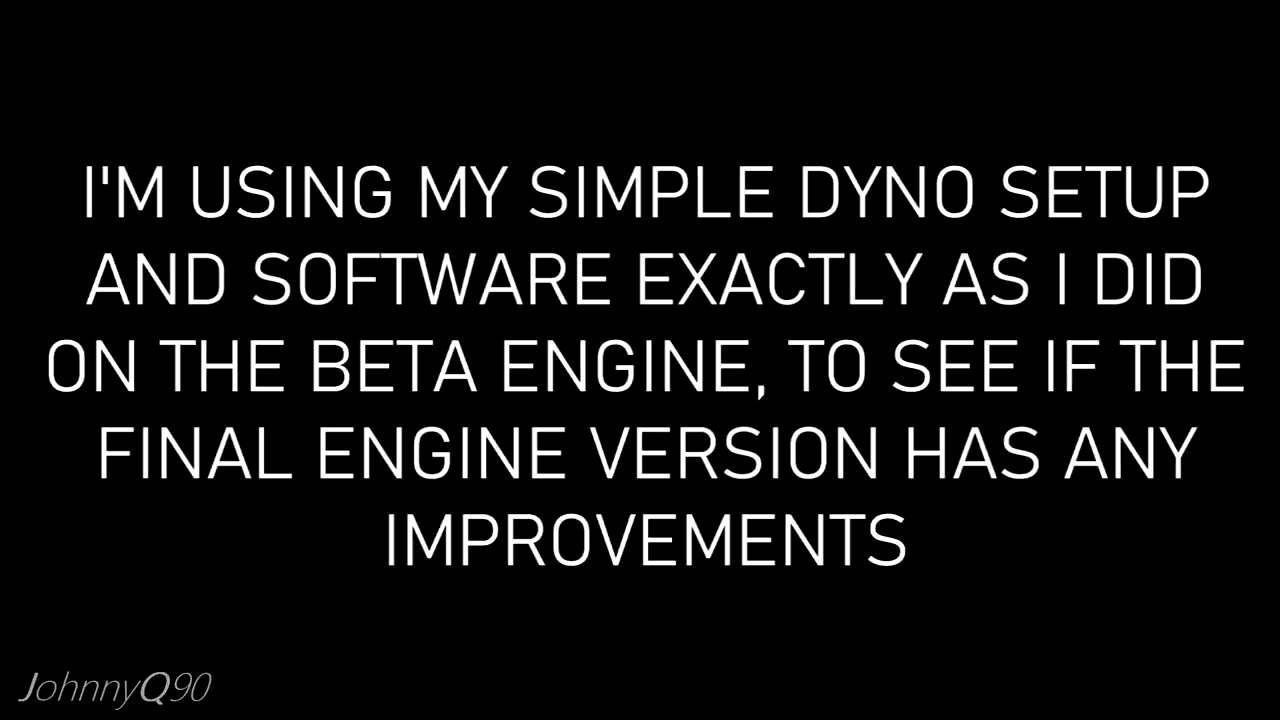 I'M USING MY SIMPLE DYNO SETUP
AND SOFTWARE EXACTLY AS I DID
ON THE BETA ENGINE, TO SEE IF THE
FINAL ENGINE VERSION HAS ANY
IMPROVEMENTS
JohnnyQ90